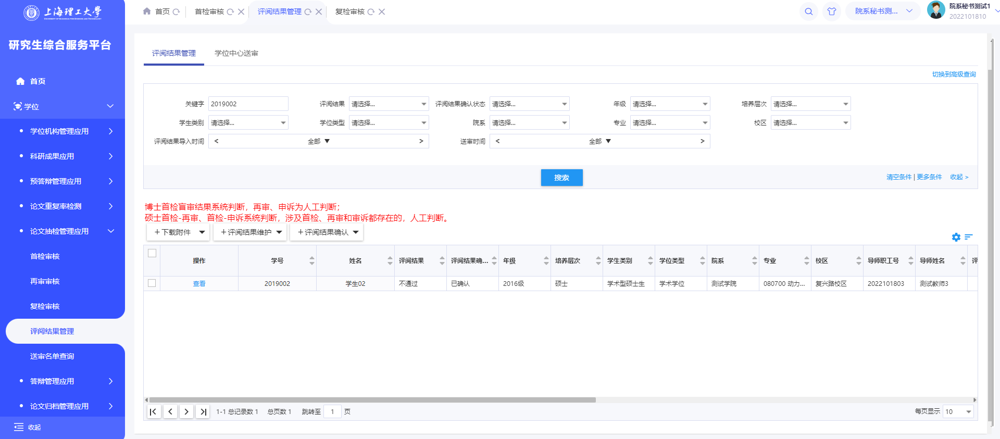 上海理工大学
UNIVERSITY OF SHANGHAI FOR SCIENCE AND TECHNOLOGY
研究生综合服务平台
首页
学位
学位机构管理应用
科研成果应用
预答辩管理应用
论文重复率检测
论文抽检管理应用
首检审核
再审审核
复检审核
评阅结果管理
送审名单查询
答辩管理应用
论文归档管理应用
收起
首页 首检审核 评阅结果管理 复检审核
院系秘书测...
院系秘书测试1
2022101810
评阅结果管理 学位中心送审
切换到高级查询
关键字 2019002 评阅结果 请选择... 评阅结果确认状态 请选择... 年级 请选择... 培养层次 请选择...
学生类别 请选择... 学位类型 请选择... 院系 请选择... 专业 请选择... 校区 请选择...
评阅结果导入时间 < 全部 ▼ > 送审时间 < 全部 ▼ >
搜索
清空条件 | 更多条件 收起 >
博士首检盲审结果系统判断，再审、申诉为人工判断；
硕士首检-再审、首检-申诉系统判断，涉及首检、再审和审诉都存在的，人工判断。
+下载附件 +评阅结果维护 +评阅结果确认
操作 学号 姓名 评阅结果 评阅结果确... 年级 培养层次 学生类别 学位类型 院系 专业 校区 导师职工号 导师姓名 评
查看 2019002 学生02 不通过 已确认 2016级 硕士 学术型硕士生 学术学位 测试学院 080700 动力... 复兴路校区 2022101803 测试教师3
1-1 总记录数 1 总页数 1 跳转至 1 页
每页显示 10